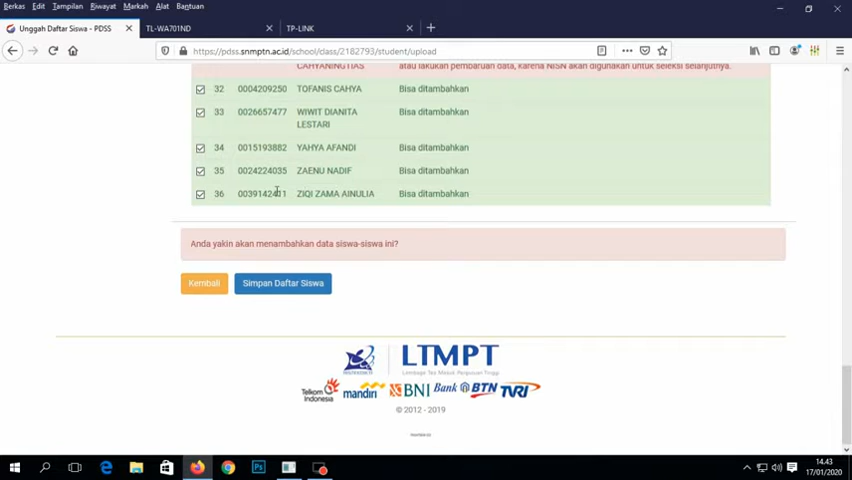 Berkas Edit Tampilan Riwayat Markah Alat Bantuan
Unggah Daftar Siswa - PDSS TL-WA701ND TP-LINK
https://pdss.snmptn.ac.id/school/class/2182793/student/upload
CAHYANINGTIAS atau lakukan pembaruan data, karena NISN akan digunakan untuk seleksi selanjutnya.
32 0004209250 TOFANIS CAHYA Bisa ditambahkan
33 0026657477 WIWIT DIANITA Bisa ditambahkan
LESTARI
34 0015193882 YAHYA AFANDI Bisa ditambahkan
35 0024224035 ZAENU NADIF Bisa ditambahkan
36 0039142411 ZIQI ZAMA AINULIA Bisa ditambahkan
Anda yakin akan menambahkan data siswa-siswa ini?
Kembali Simpan Daftar Siswa
LTMPT
Lembaga Tes Masuk Perguruan Tinggi
Telkom Indonesia mandiri BNI Bank BTN TVRI
© 2012 - 2019
14.43
17/01/2020